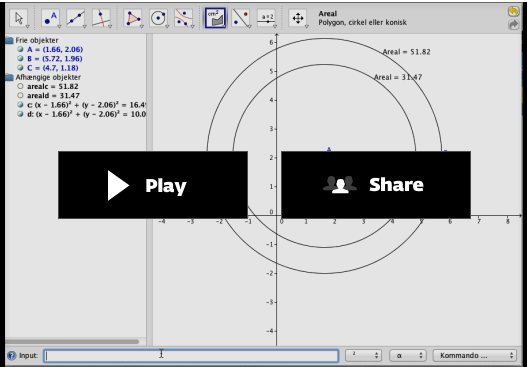 cm²
a=2
Areal
Polygon, cirkel eller konisk
Frie objekter
A = (1.66, 2.06)
B = (5.72, 1.96)
C = (4.7, 1.18)
Afhængige objekter
arealc = 51.82
areald = 31.47
c: (x − 1.66)² + (y − 2.06)² = 16.4
d: (x − 1.66)² + (y − 2.06)² = 10.0
Areal = 51.82
Areal = 31.47
A
6
5
4
3
2
1
0
-1
-2
-3
-4
-4 -3 -2 -1 0 1 2 3 4 5 6 7 8
Play
Share
Input:
²
α
Kommando ...